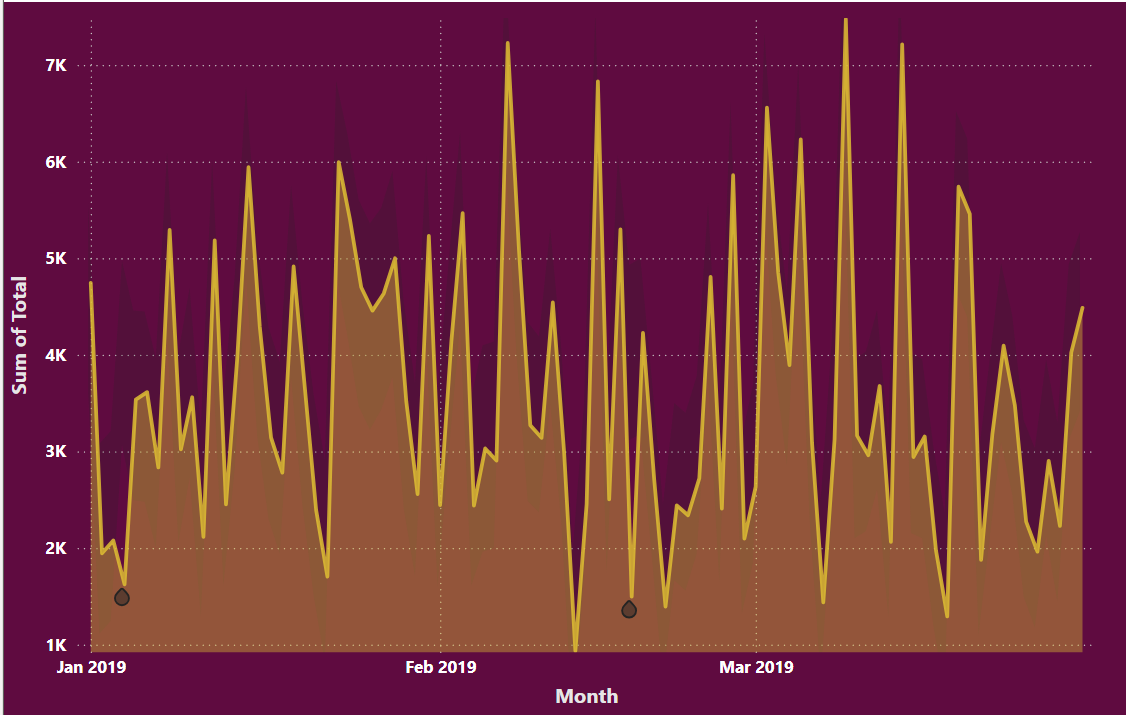 7K
6K
5K
4K
3K
2K
1K
Sum of Total
Jan 2019 Feb 2019 Mar 2019
Month